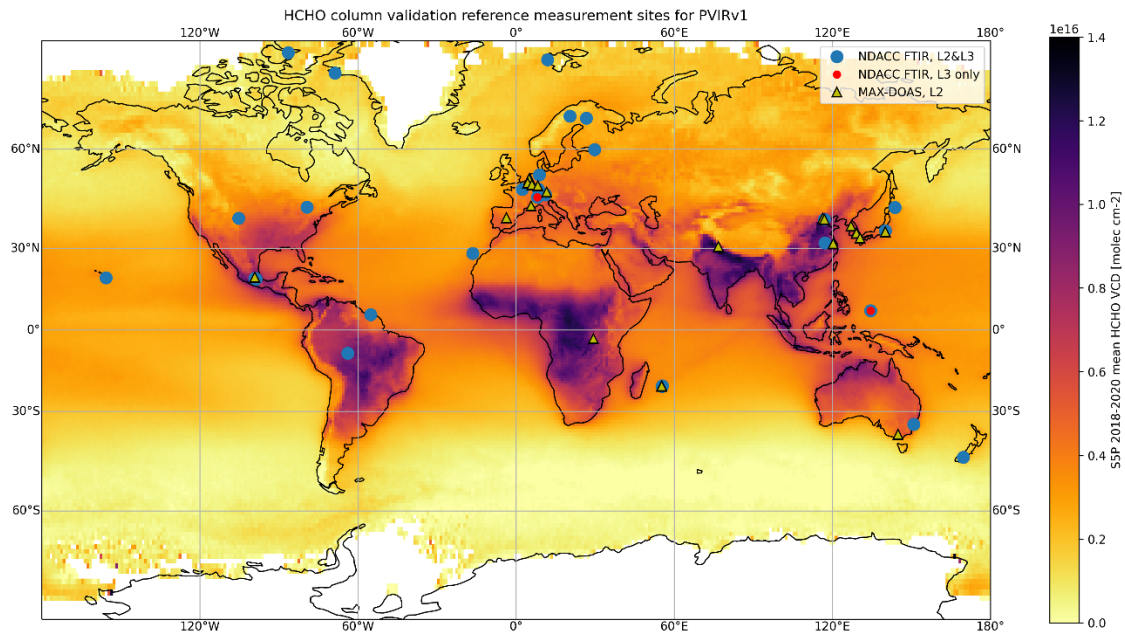 HCHO column validation reference measurement sites for PVIRv1
120°W 60°W 0° 60°E 120°E 180°
1e16
NDACC FTIR, L2&L3
NDACC FTIR, L3 only
MAX-DOAS, L2
60°N 60°N
30°N 30°N
0° 0°
30°S 30°S
60°S 60°S
120°W 60°W 0° 60°E 120°E 180°
1.4
1.2
1.0
0.8
0.6
0.4
0.2
0.0
S5P 2018-2020 mean HCHO VCD [molec cm-2]